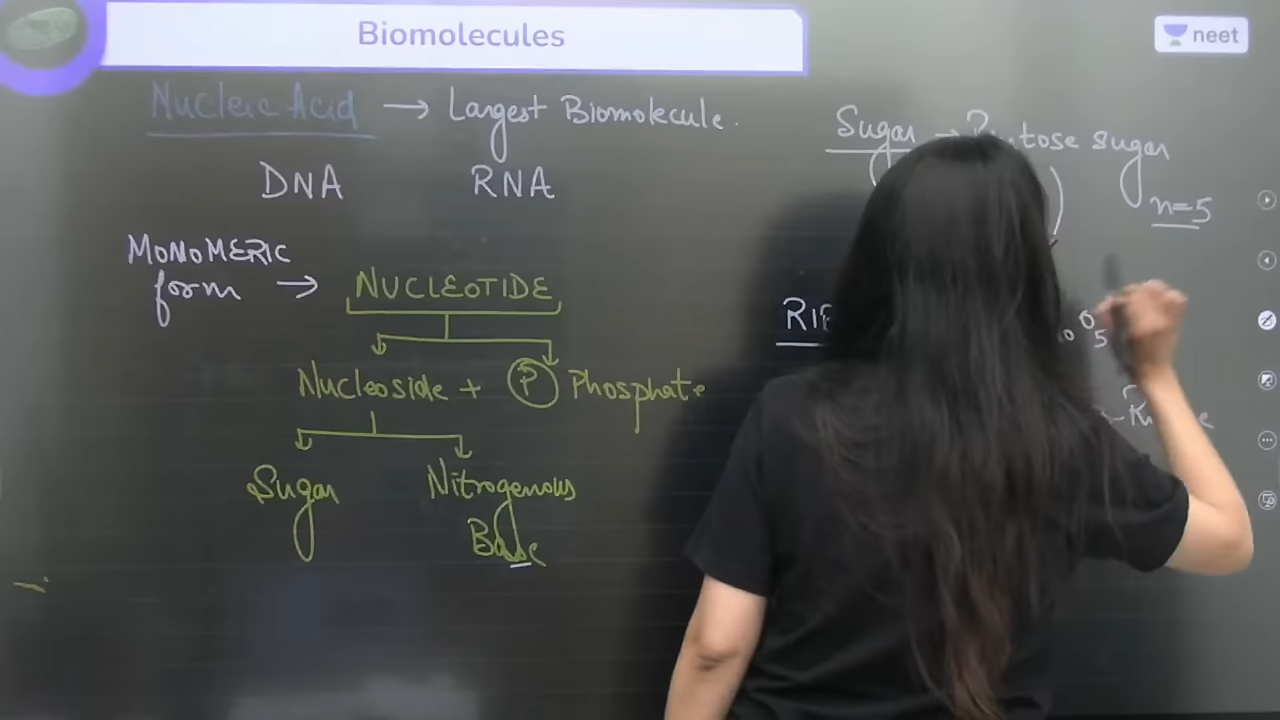 Biomolecules
neet
Nucleic Acid → Largest Biomolecule.
DNA RNA
MONOMERIC
form → NUCLEOTIDE
Nucleoside + P Phosphate
Sugar Nitrogenous
Base
Sugar → sugar
n=5